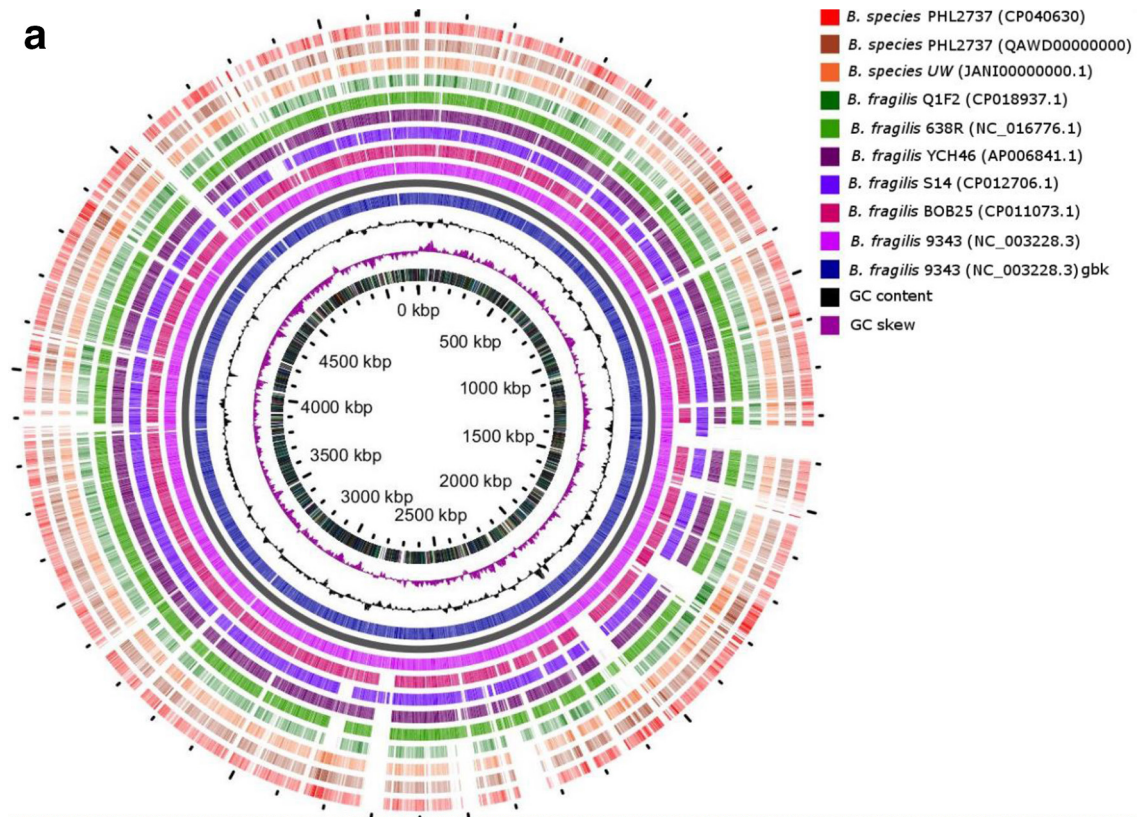 a
B. species PHL2737 (CP040630)
B. species PHL2737 (QAWD00000000)
B. species UW (JANI00000000.1)
B. fragilis Q1F2 (CP018937.1)
B. fragilis 638R (NC_016776.1)
B. fragilis YCH46 (AP006841.1)
B. fragilis S14 (CP012706.1)
B. fragilis BOB25 (CP011073.1)
B. fragilis 9343 (NC_003228.3)
B. fragilis 9343 (NC_003228.3) gbk
GC content
GC skew
0 kbp
500 kbp
1000 kbp
1500 kbp
2000 kbp
2500 kbp
3000 kbp
3500 kbp
4000 kbp
4500 kbp